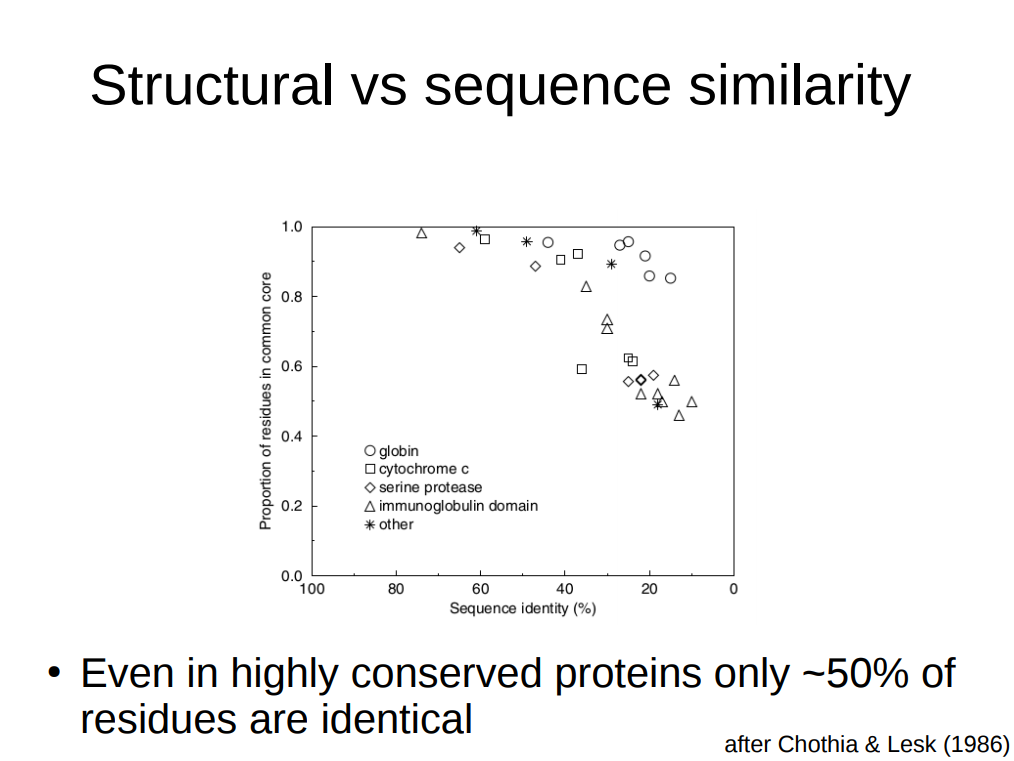 Structural vs sequence similarity
1.0
0.8
0.6
0.4
0.2
0.0
Proportion of residues in common core
globin
cytochrome c
serine protease
immunoglobulin domain
other
100 80 60 40 20 0
Sequence identity (%)
• Even in highly conserved proteins only ~50% of
residues are identical
after Chothia & Lesk (1986)